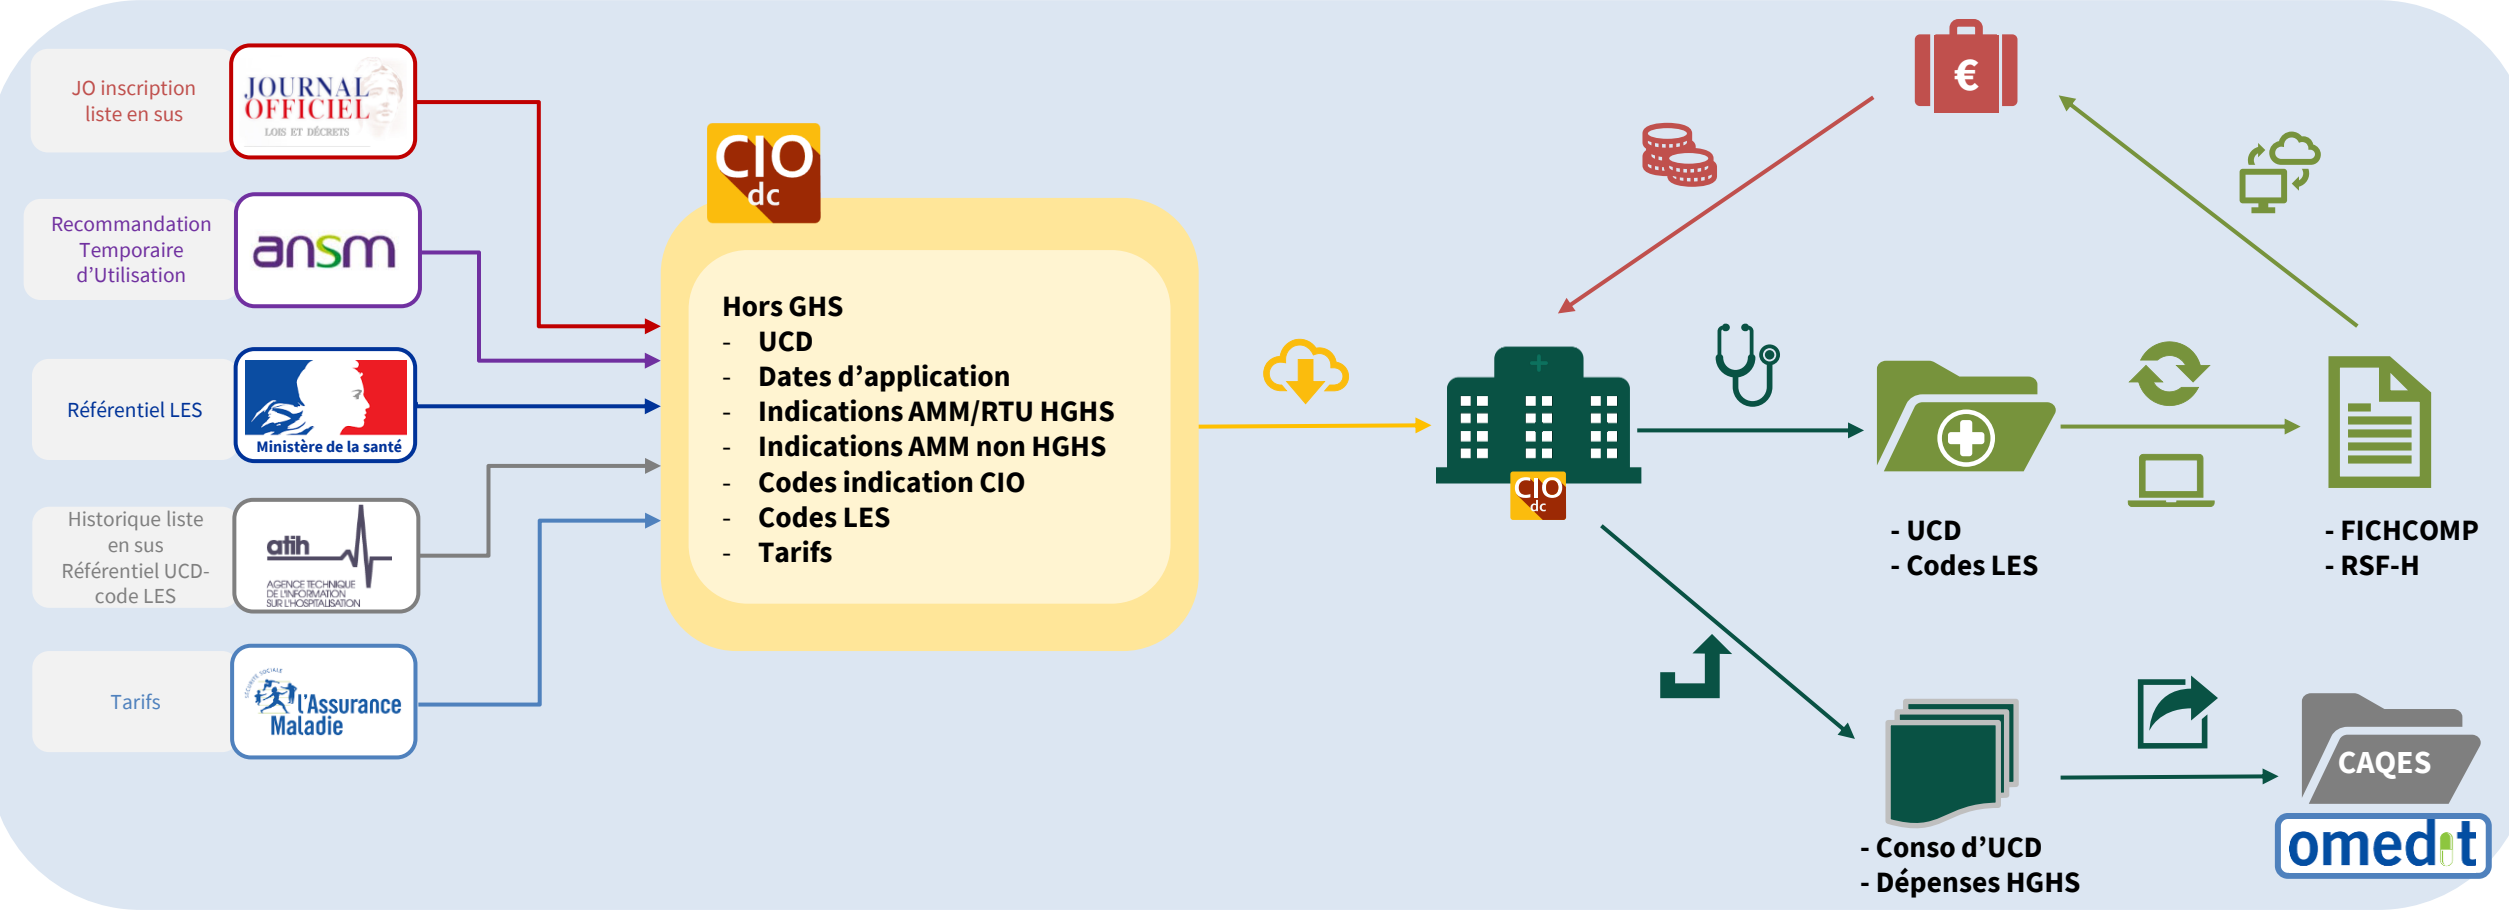 JO inscription
liste en sus
JOURNAL
OFFICIEL
LOIS ET DÉCRETS
Recommandation
Temporaire
d'Utilisation
ansm
Référentiel LES
Ministère de la santé
Historique liste
en sus
Référentiel UCD-
code LES
atih
AGENCE TECHNIQUE
DE L'INFORMATION
SUR L'HOSPITALISATION
Tarifs
SÉCURITÉ SOCIALE
l'Assurance
Maladie
CIO
dc
Hors GHS
- UCD
- Dates d'application
- Indications AMM/RTU HGHS
- Indications AMM non HGHS
- Codes indication CIO
- Codes LES
- Tarifs
€
CIO
dc
- UCD
- Codes LES
- FICHCOMP
- RSF-H
- Conso d'UCD
- Dépenses HGHS
CAQES
omedit